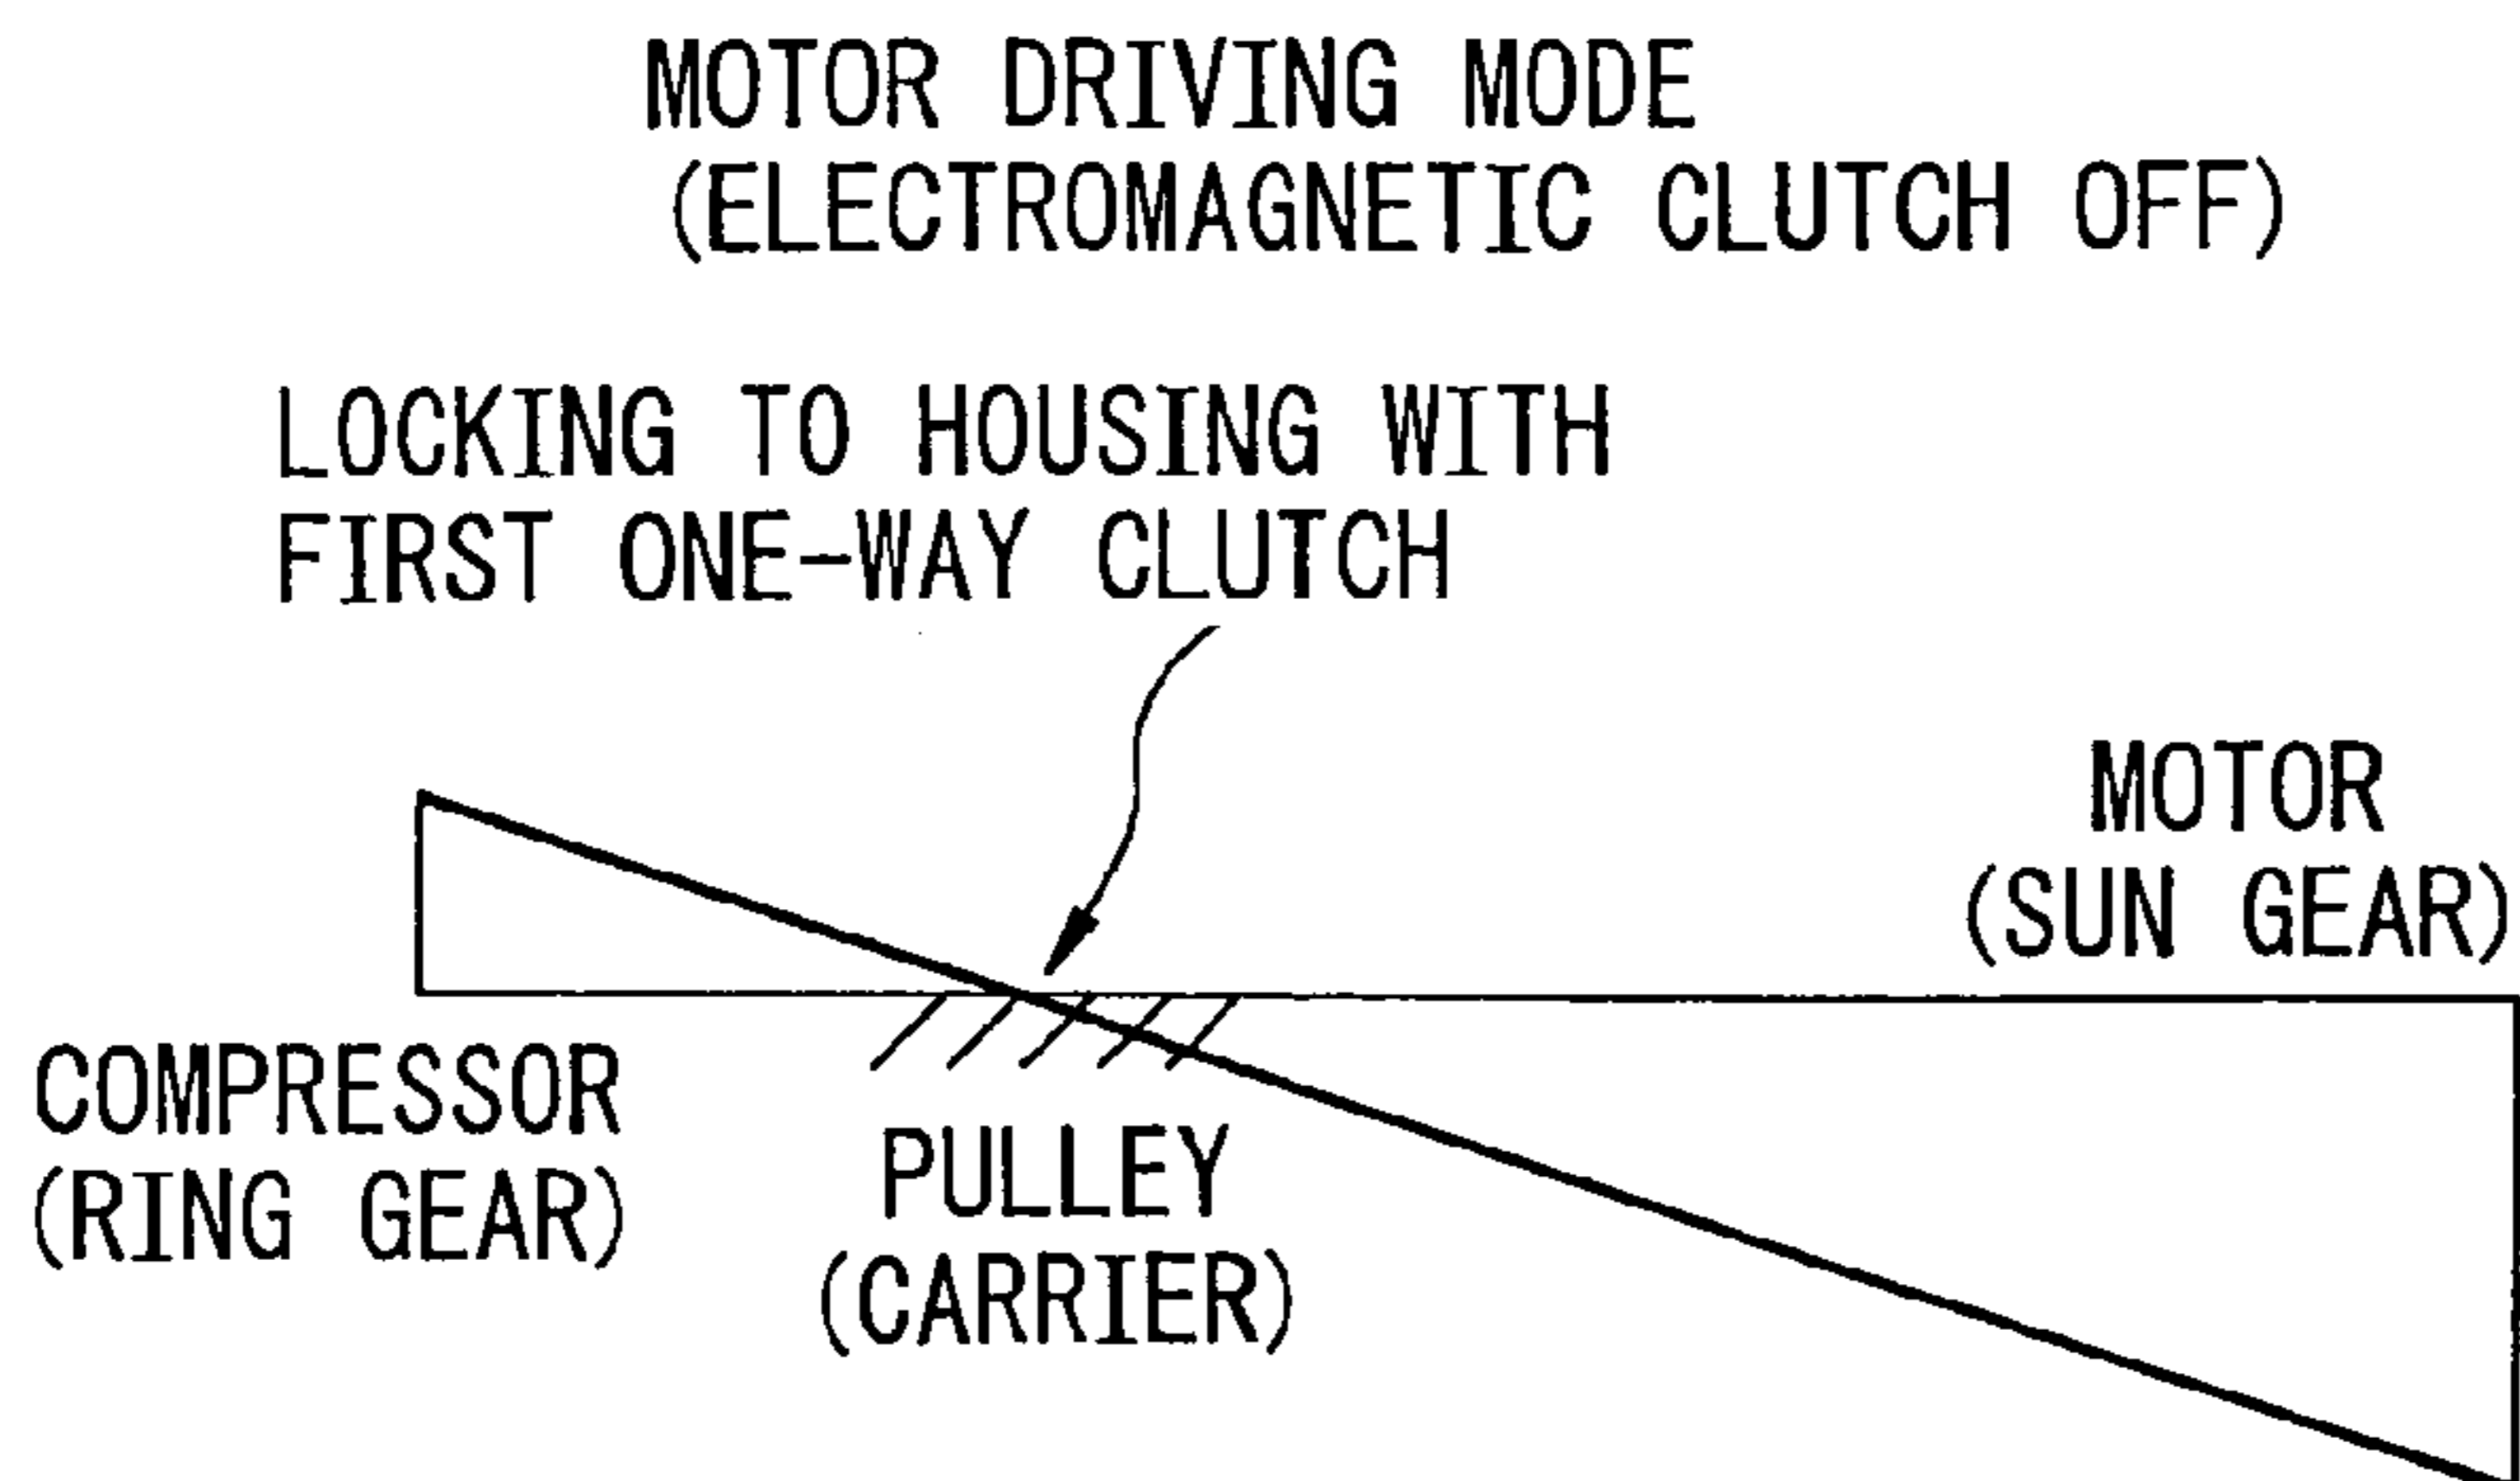 MOTOR DRIVING MODE
(ELECTROMAGNETIC CLUTCH OFF)
LOCKING TO HOUSING WITH
FIRST ONE-WAY CLUTCH
MOTOR
(SUN GEAR)
COMPRESSOR
(RING GEAR)
PULLEY
(CARRIER)